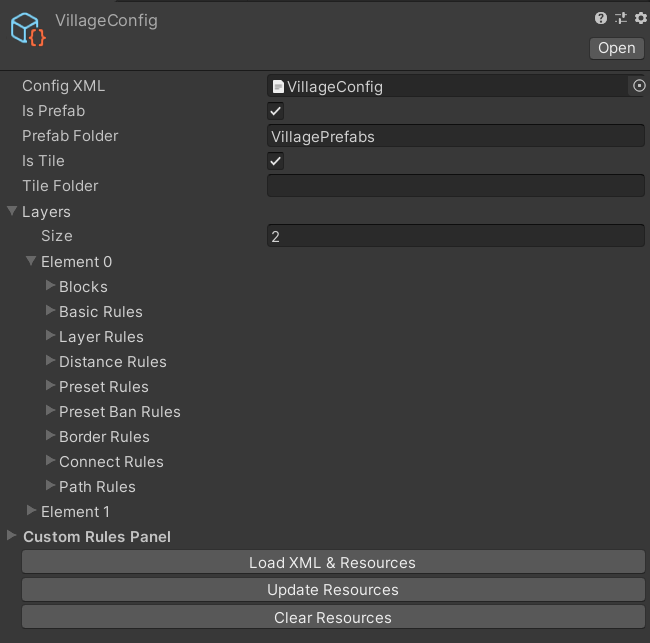 VillageConfig
Open
Config XML VillageConfig
Is Prefab
Prefab Folder VillagePrefabs
Is Tile
Tile Folder
Layers
Size 2
Element 0
Blocks
Basic Rules
Layer Rules
Distance Rules
Preset Rules
Preset Ban Rules
Border Rules
Connect Rules
Path Rules
Element 1
Custom Rules Panel
Load XML & Resources
Update Resources
Clear Resources